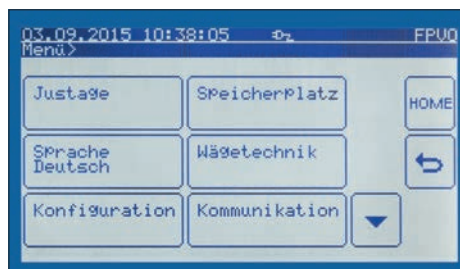 03.09.2015 10:38:05 FPVO
Menü>
Justage
Speicherplatz
HOME
Sprache
Deutsch
Wägetechnik
Konfiguration
Kommunikation